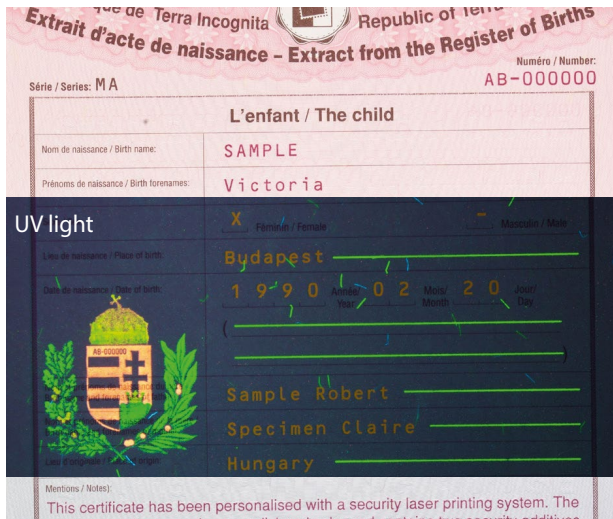 de Terra Incognita Republic of
Extrait d'acte de naissance – Extract from the Register of Births
Numéro / Number:
Série / Series: MA AB-000000
L'enfant / The child
Nom de naissance / Birth name: SAMPLE
Prénoms de naissance / Birth forenames: Victoria
UV light
X Féminin / Female – Masculin / Male
Lieu de naissance / Place of birth: Budapest
Date de naissance / Date of birth: 1990 Année/ Year 02 Mois/ Month 20 Jour/ Day
( 
)
AB-000000
Sample Robert
Specimen Claire
Hungary
Mentions / Notes):
This certificate has been personalised with a security laser printing system. The